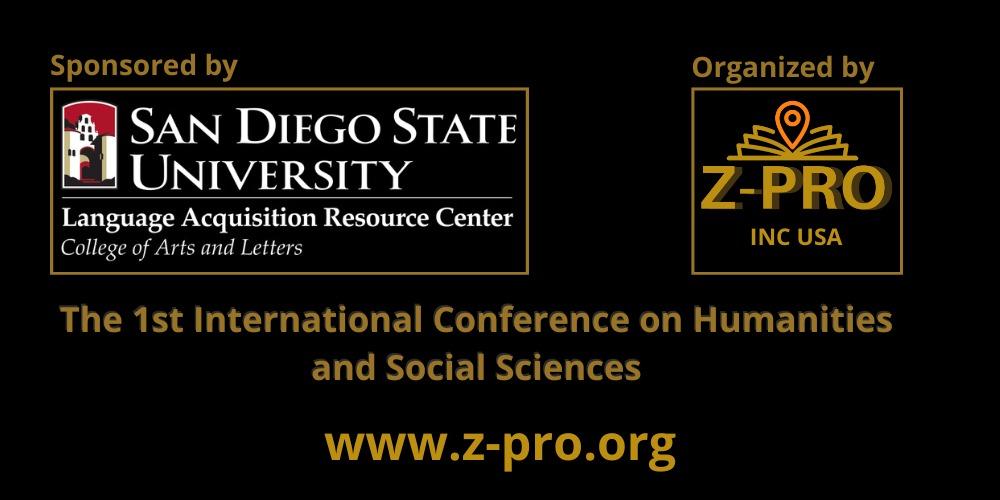 Sponsored by
SAN DIEGO STATE
UNIVERSITY
Language Acquisition Resource Center
College of Arts and Letters
Organized by
Z-PRO
INC USA
The 1st International Conference on Humanities
and Social Sciences
www.z-pro.org